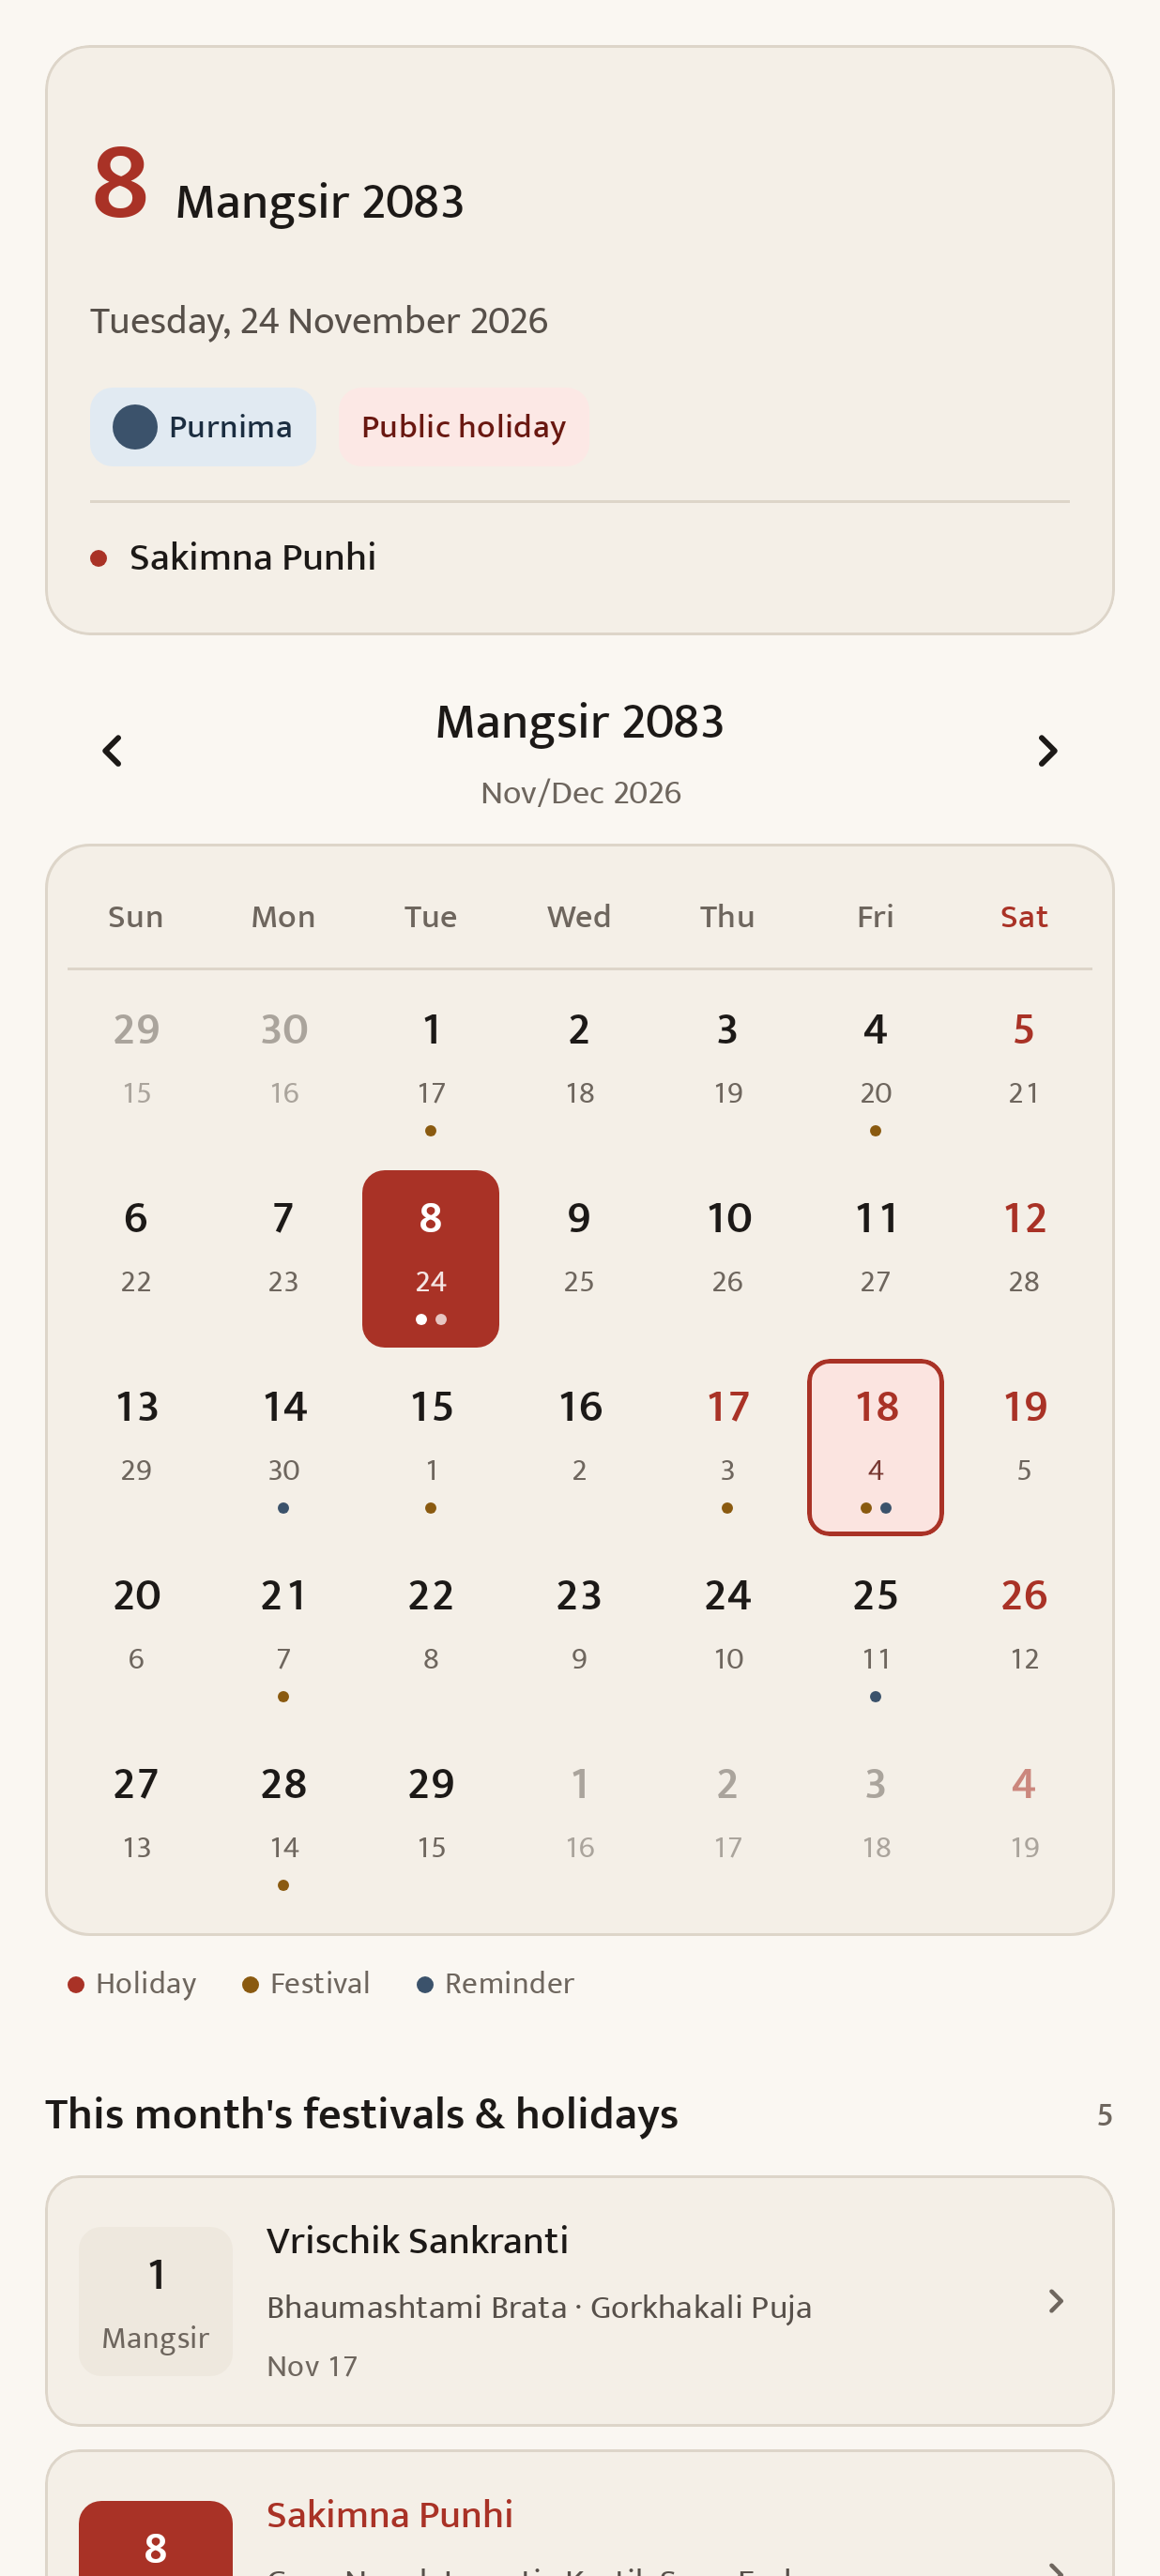 8 Mangsir 2083
Tuesday, 24 November 2026
Purnima Public holiday
Sakimna Punhi
Mangsir 2083
Nov/Dec 2026
Sun Mon Tue Wed Thu Fri Sat
29 30 1 2 3 4 5
15 16 17 18 19 20 21
6 7 8 9 10 11 12
22 23 24 25 26 27 28
13 14 15 16 17 18 19
29 30 1 2 3 4 5
20 21 22 23 24 25 26
6 7 8 9 10 11 12
27 28 29 1 2 3 4
13 14 15 16 17 18 19
Holiday Festival Reminder
This month's festivals & holidays 5
1
Mangsir
Vrischik Sankranti
Bhaumashtami Brata · Gorkhakali Puja
Nov 17
8
Sakimna Punhi